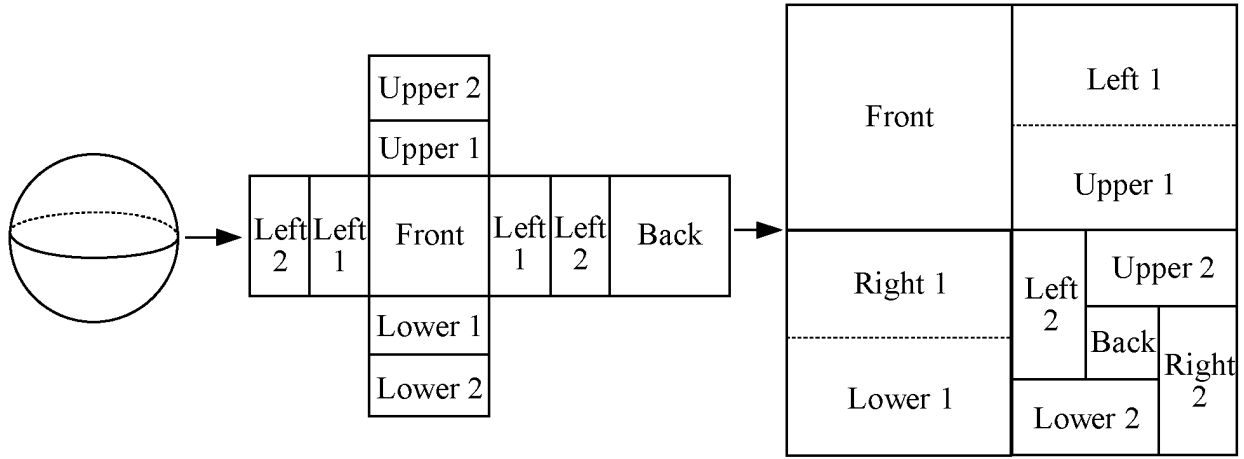 Upper 2
Upper 1
Left
2
Left
1
Front
Left
1
Left
2
Back
Lower 1
Lower 2
Front
Left 1
Upper 1
Right 1
Lower 1
Left
2
Upper 2
Back
Right
2
Lower 2